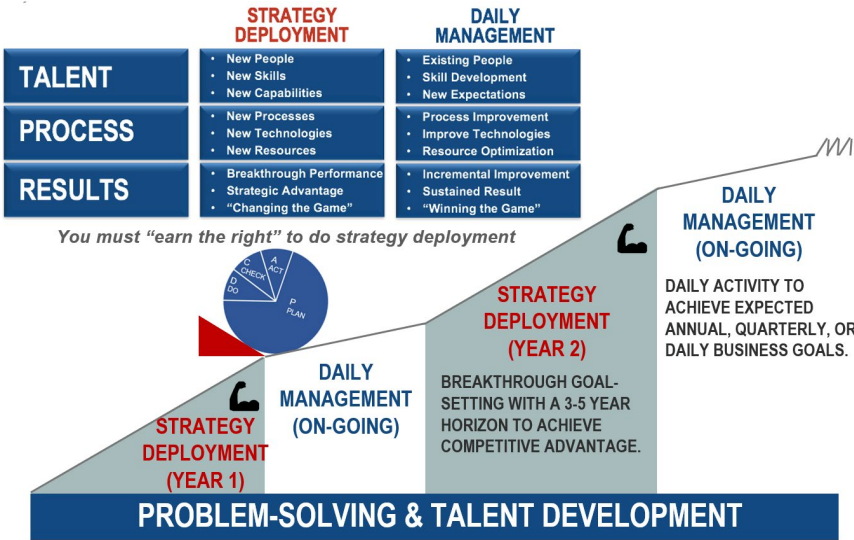 STRATEGY
DEPLOYMENT
DAILY
MANAGEMENT
TALENT
• New People
• New Skills
• New Capabilities
• Existing People
• Skill Development
• New Expectations
PROCESS
• New Processes
• New Technologies
• New Resources
• Process Improvement
• Improve Technologies
• Resource Optimization
RESULTS
• Breakthrough Performance
• Strategic Advantage
• “Changing the Game”
• Incremental Improvement
• Sustained Result
• “Winning the Game”
You must “earn the right” to do strategy deployment
C
CHECK
A
ACT
D
DO
P
PLAN
STRATEGY
DEPLOYMENT
(YEAR 1)
DAILY
MANAGEMENT
(ON-GOING)
STRATEGY
DEPLOYMENT
(YEAR 2)
BREAKTHROUGH GOAL-
SETTING WITH A 3-5 YEAR
HORIZON TO ACHIEVE
COMPETITIVE ADVANTAGE.
DAILY
MANAGEMENT
(ON-GOING)
DAILY ACTIVITY TO
ACHIEVE EXPECTED
ANNUAL, QUARTERLY, OR
DAILY BUSINESS GOALS.
PROBLEM-SOLVING & TALENT DEVELOPMENT